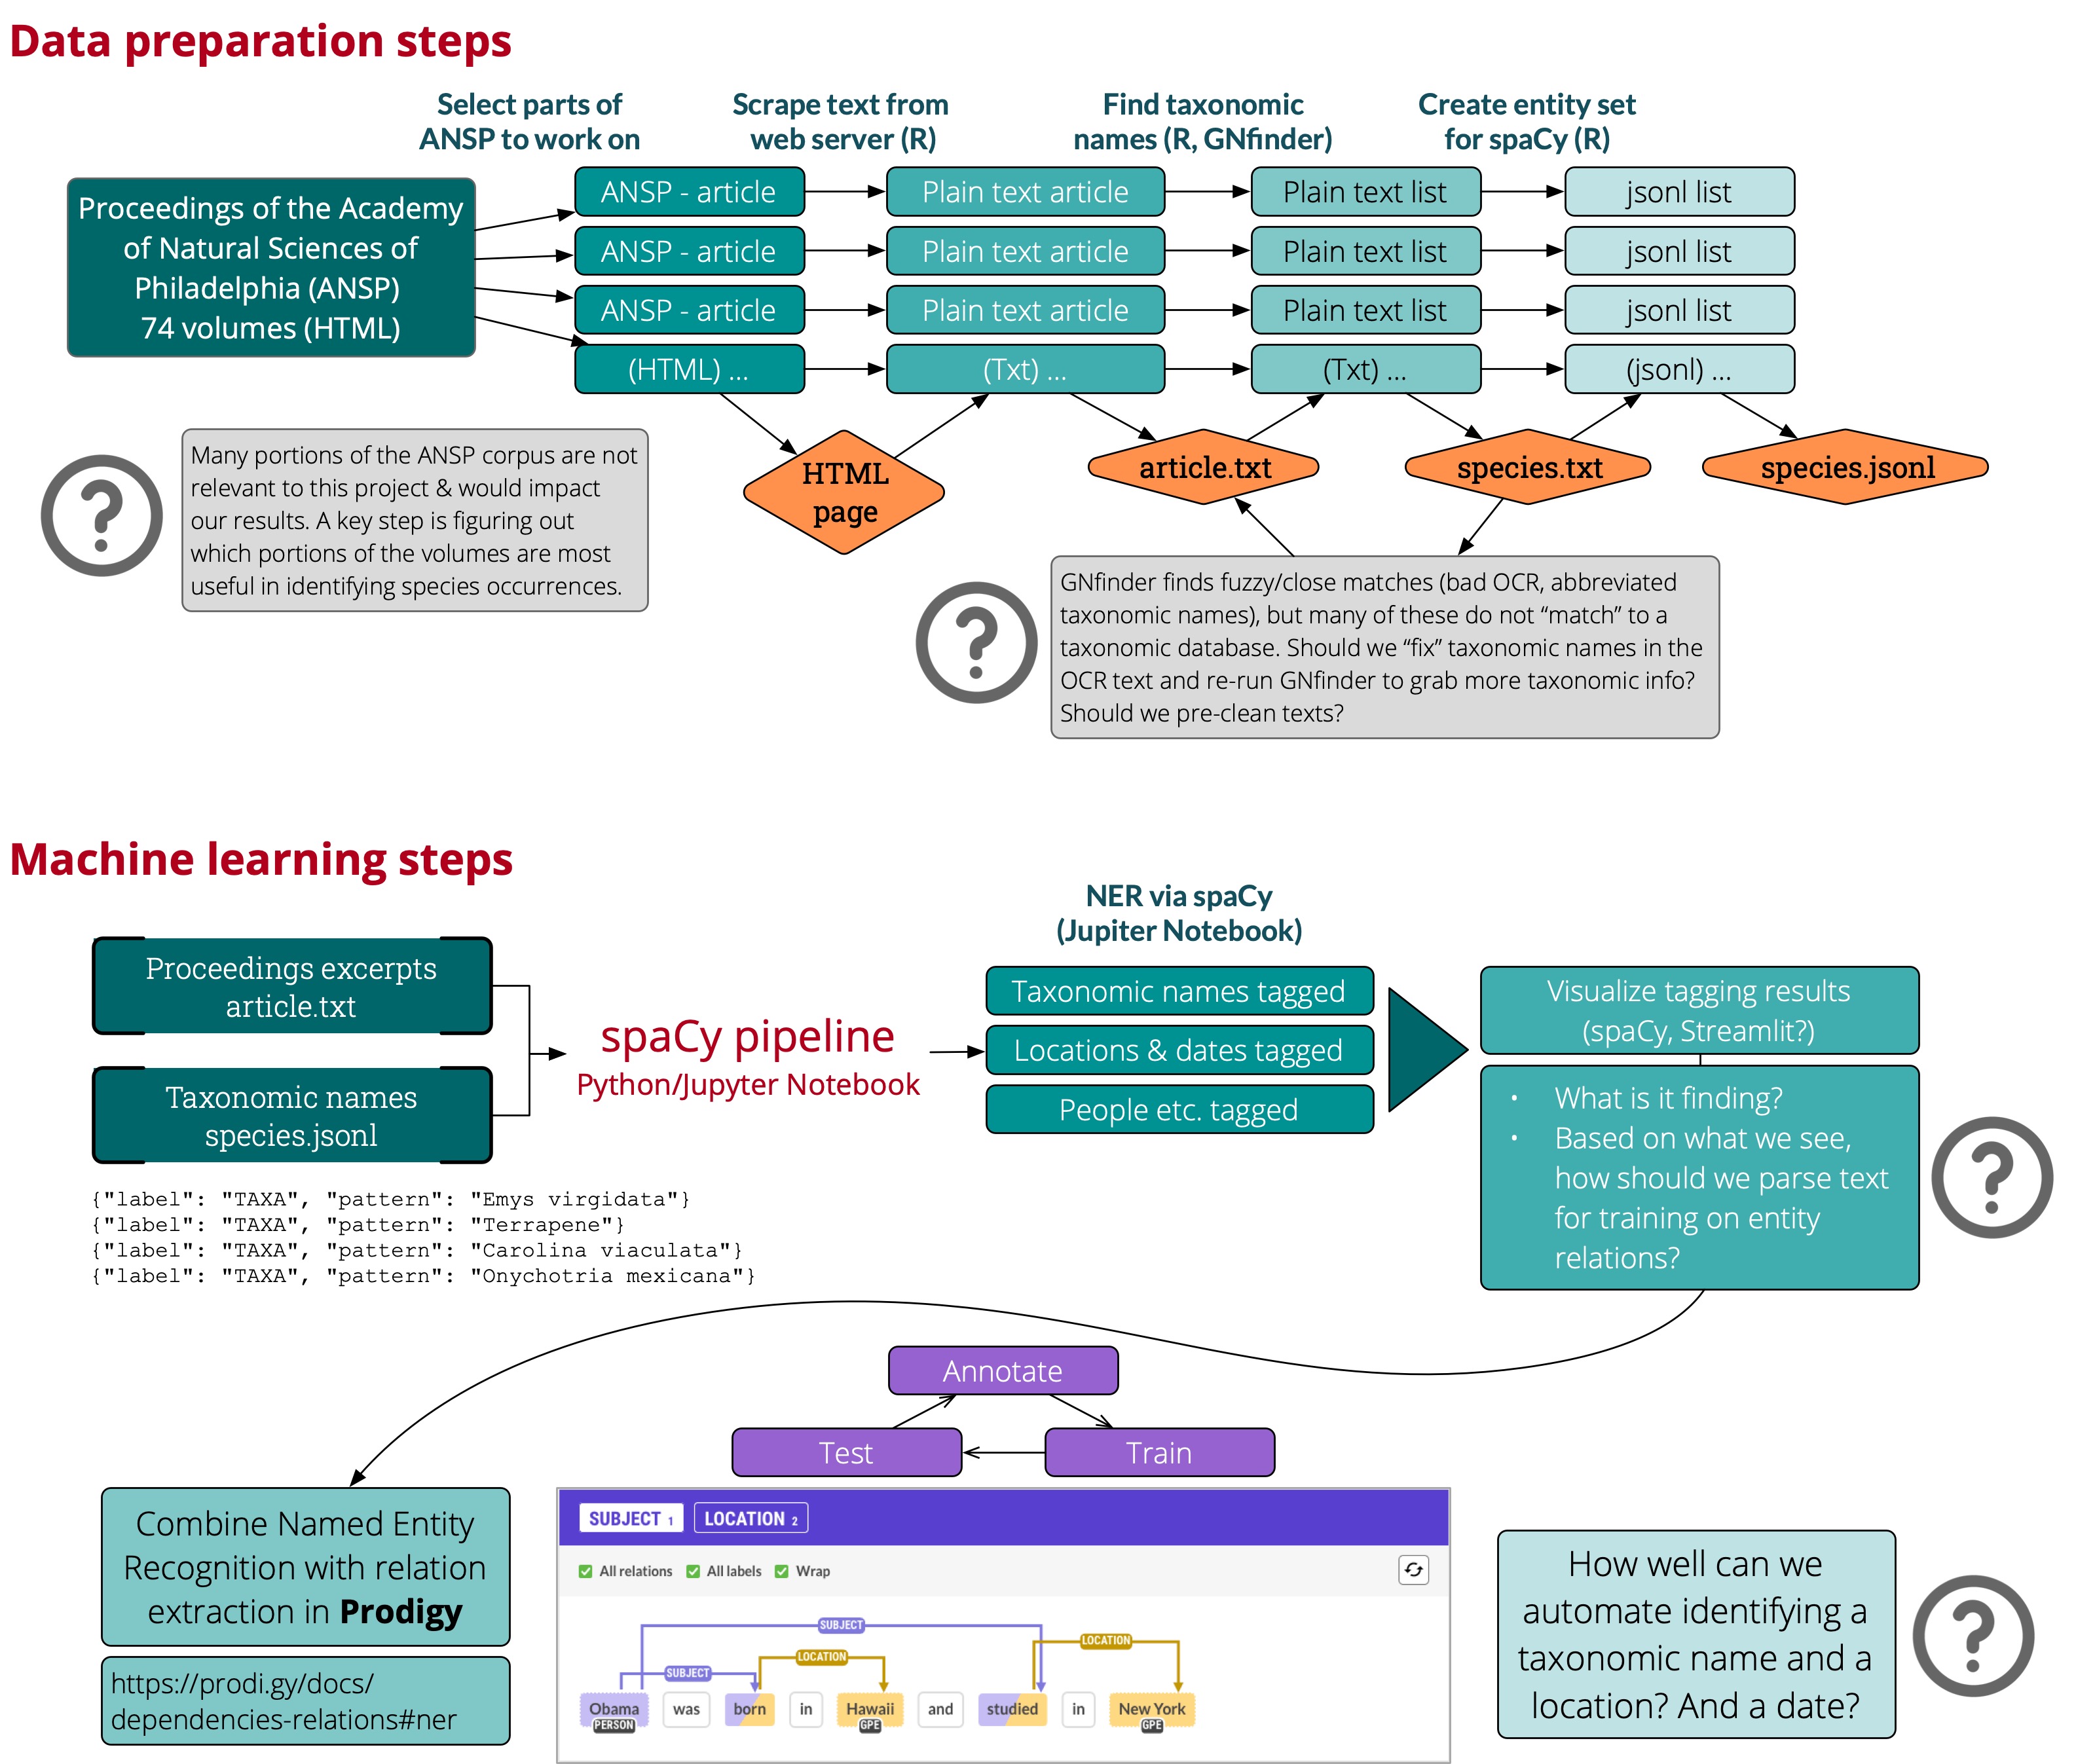 Data preparation steps
Select parts of
ANSP to work on
Scrape text from
web server (R)
Find taxonomic
names (R, GNfinder)
Create entity set
for spaCy (R)
Proceedings of the Academy
of Natural Sciences of
Philadelphia (ANSP)
74 volumes (HTML)
ANSP - article
Plain text article
Plain text list
jsonl list
ANSP - article
Plain text article
Plain text list
jsonl list
ANSP - article
Plain text article
Plain text list
jsonl list
(HTML) ...
(Txt) ...
(Txt) ...
(jsonl) ...
HTML
page
article.txt
species.txt
species.jsonl
?
Many portions of the ANSP corpus are not
relevant to this project & would impact
our results. A key step is figuring out
which portions of the volumes are most
useful in identifying species occurrences.
?
GNfinder finds fuzzy/close matches (bad OCR, abbreviated
taxonomic names), but many of these do not “match” to a
taxonomic database. Should we “fix” taxonomic names in the
OCR text and re-run GNfinder to grab more taxonomic info?
Should we pre-clean texts?
Machine learning steps
Proceedings excerpts
article.txt
Taxonomic names
species.jsonl
{"label": "TAXA", "pattern": "Emys virgidata"}
{"label": "TAXA", "pattern": "Terrapene"}
{"label": "TAXA", "pattern": "Carolina viaculata"}
{"label": "TAXA", "pattern": "Onychotria mexicana"}
spaCy pipeline
Python/Jupyter Notebook
NER via spaCy
(Jupiter Notebook)
Taxonomic names tagged
Locations & dates tagged
People etc. tagged
Visualize tagging results
(spaCy, Streamlit?)
• What is it finding?
• Based on what we see,
how should we parse text
for training on entity
relations?
?
Annotate
Test
Train
Combine Named Entity
Recognition with relation
extraction in Prodigy
https://prodi.gy/docs/
dependencies-relations#ner
SUBJECT 1 LOCATION 2
All relations All labels Wrap
SUBJECT
LOCATION
LOCATION
SUBJECT
Obama was born in Hawaii and studied in New York
PERSON GPE GPE
How well can we
automate identifying a
taxonomic name and a
location? And a date?
?